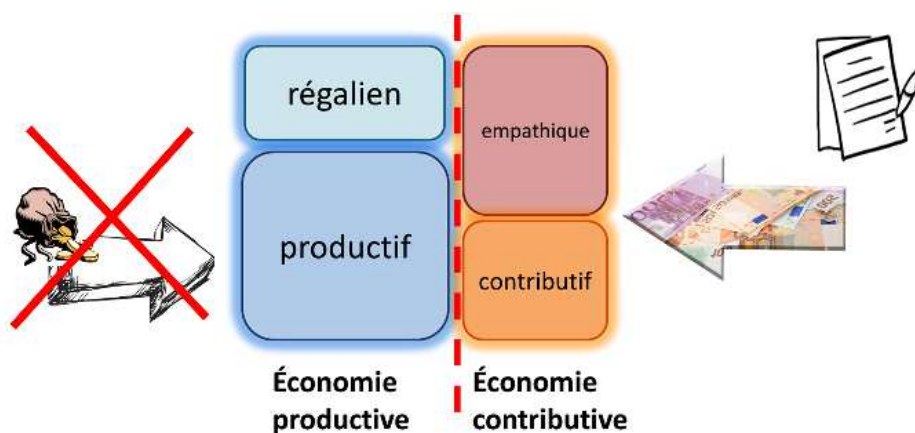 régalien
productif
empathique
contributif
Économie
productive
Économie
contributive